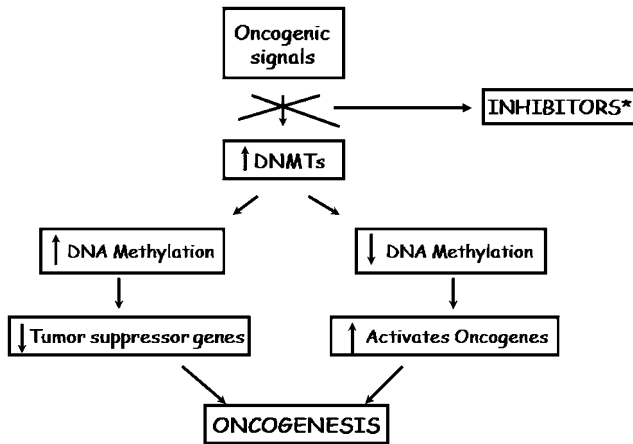 Oncogenic
signals
INHIBITORS*
↑ DNMTs
↑ DNA Methylation
↓ DNA Methylation
↓ Tumor suppressor genes
↑ Activates Oncogenes
ONCOGENESIS